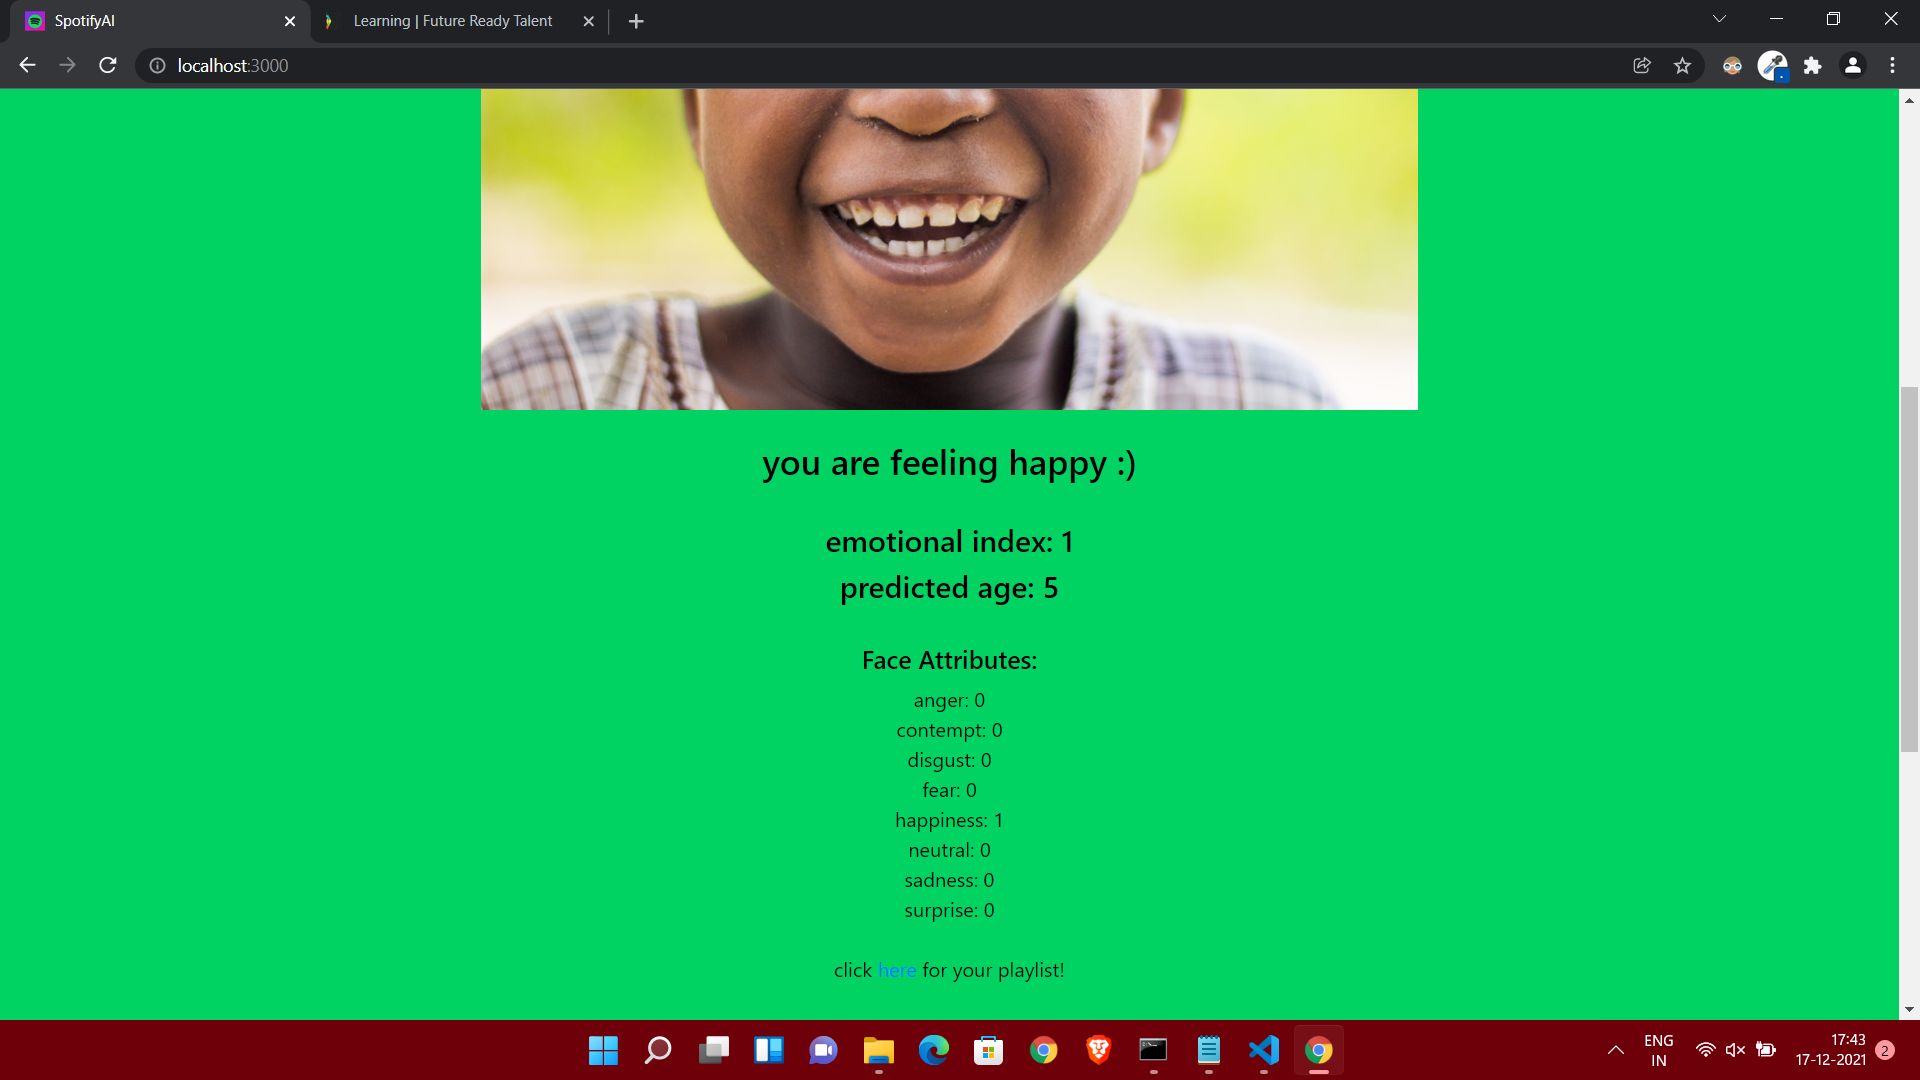 SpotifyAI
Learning | Future Ready Talent
localhost:3000
you are feeling happy :)
emotional index: 1
predicted age: 5
Face Attributes:
anger: 0
contempt: 0
disgust: 0
fear: 0
happiness: 1
neutral: 0
sadness: 0
surprise: 0
click here for your playlist!
ENG
IN
17:43
17-12-2021
2